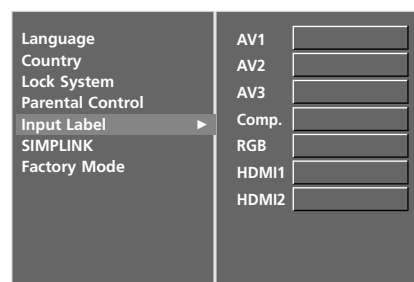 Language
Country
Lock System
Parental Control
Input Label ►
SIMPLINK
Factory Mode
AV1
AV2
AV3
Comp.
RGB
HDMI1
HDMI2